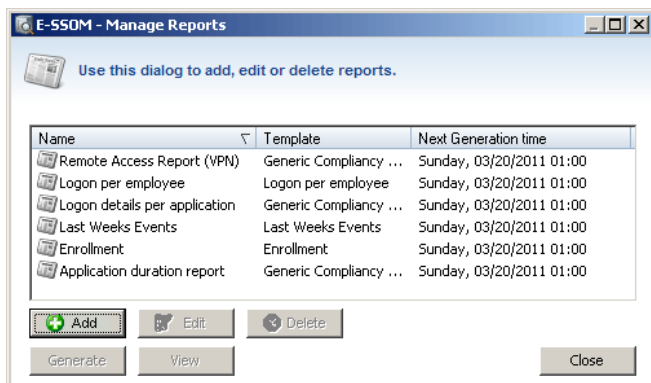 E-SSOM - Manage Reports
Use this dialog to add, edit or delete reports.
Name Template Next Generation time
Remote Access Report (VPN) Generic Compliancy ... Sunday, 03/20/2011 01:00
Logon per employee Logon per employee Sunday, 03/20/2011 01:00
Logon details per application Generic Compliancy ... Sunday, 03/20/2011 01:00
Last Weeks Events Last Weeks Events Sunday, 03/20/2011 01:00
Enrollment Enrollment Sunday, 03/20/2011 01:00
Application duration report Generic Compliancy ... Sunday, 03/20/2011 01:00
Add Edit Delete
Generate View Close